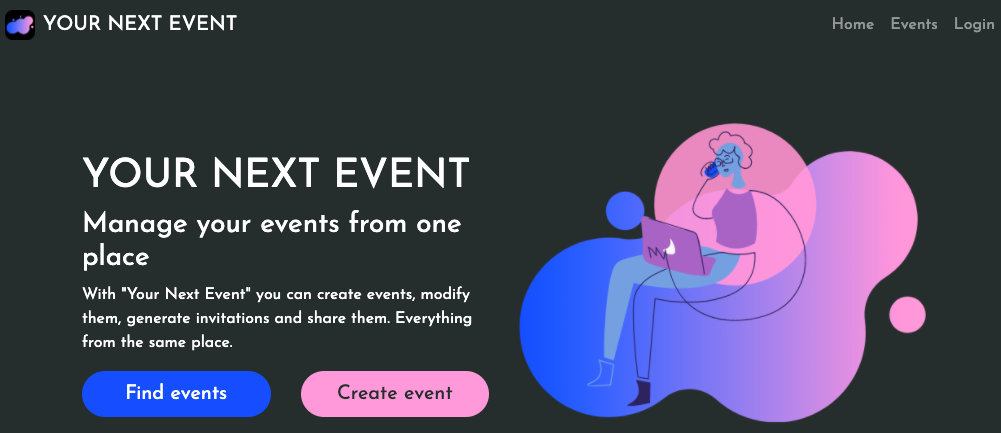 YOUR NEXT EVENT
Home Events Login
YOUR NEXT EVENT
Manage your events from one
place
With "Your Next Event" you can create events, modify
them, generate invitations and share them. Everything
from the same place.
Find events
Create event